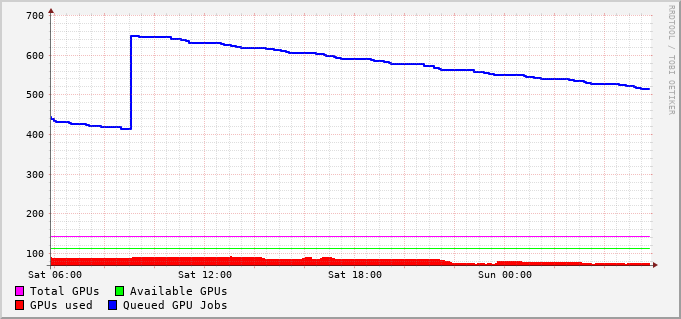 700
600
500
400
300
200
100
Sat 06:00 Sat 12:00 Sat 18:00 Sun 00:00
Total GPUs Available GPUs
GPUs used Queued GPU Jobs
RRDTOOL / TOBI OETIKER